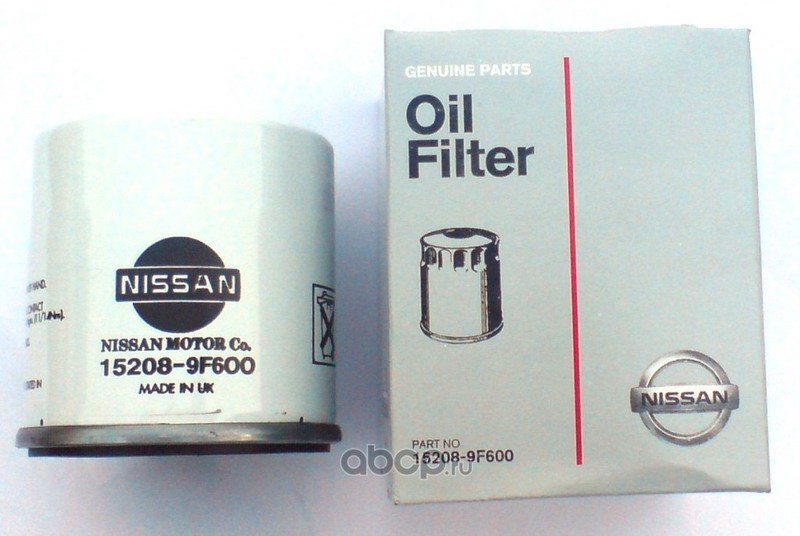 NISSAN
NISSAN MOTOR Co.
15208-9F600
MADE IN UK
HAND.
GENUINE PARTS
Oil
Filter
NISSAN
PART NO
15208-9F600
abcp.ru